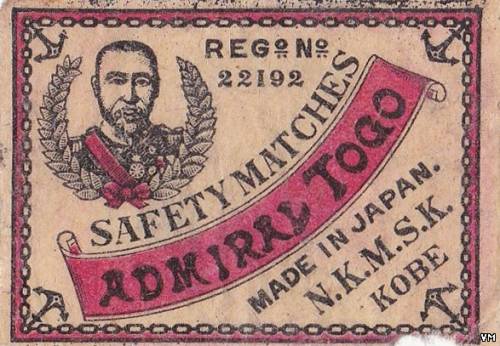 REGO. NO.
22192
SAFETY MATCHES
ADMIRAL TOGO
MADE IN JAPAN.
N.K.M.S.K.
KOBE
VM